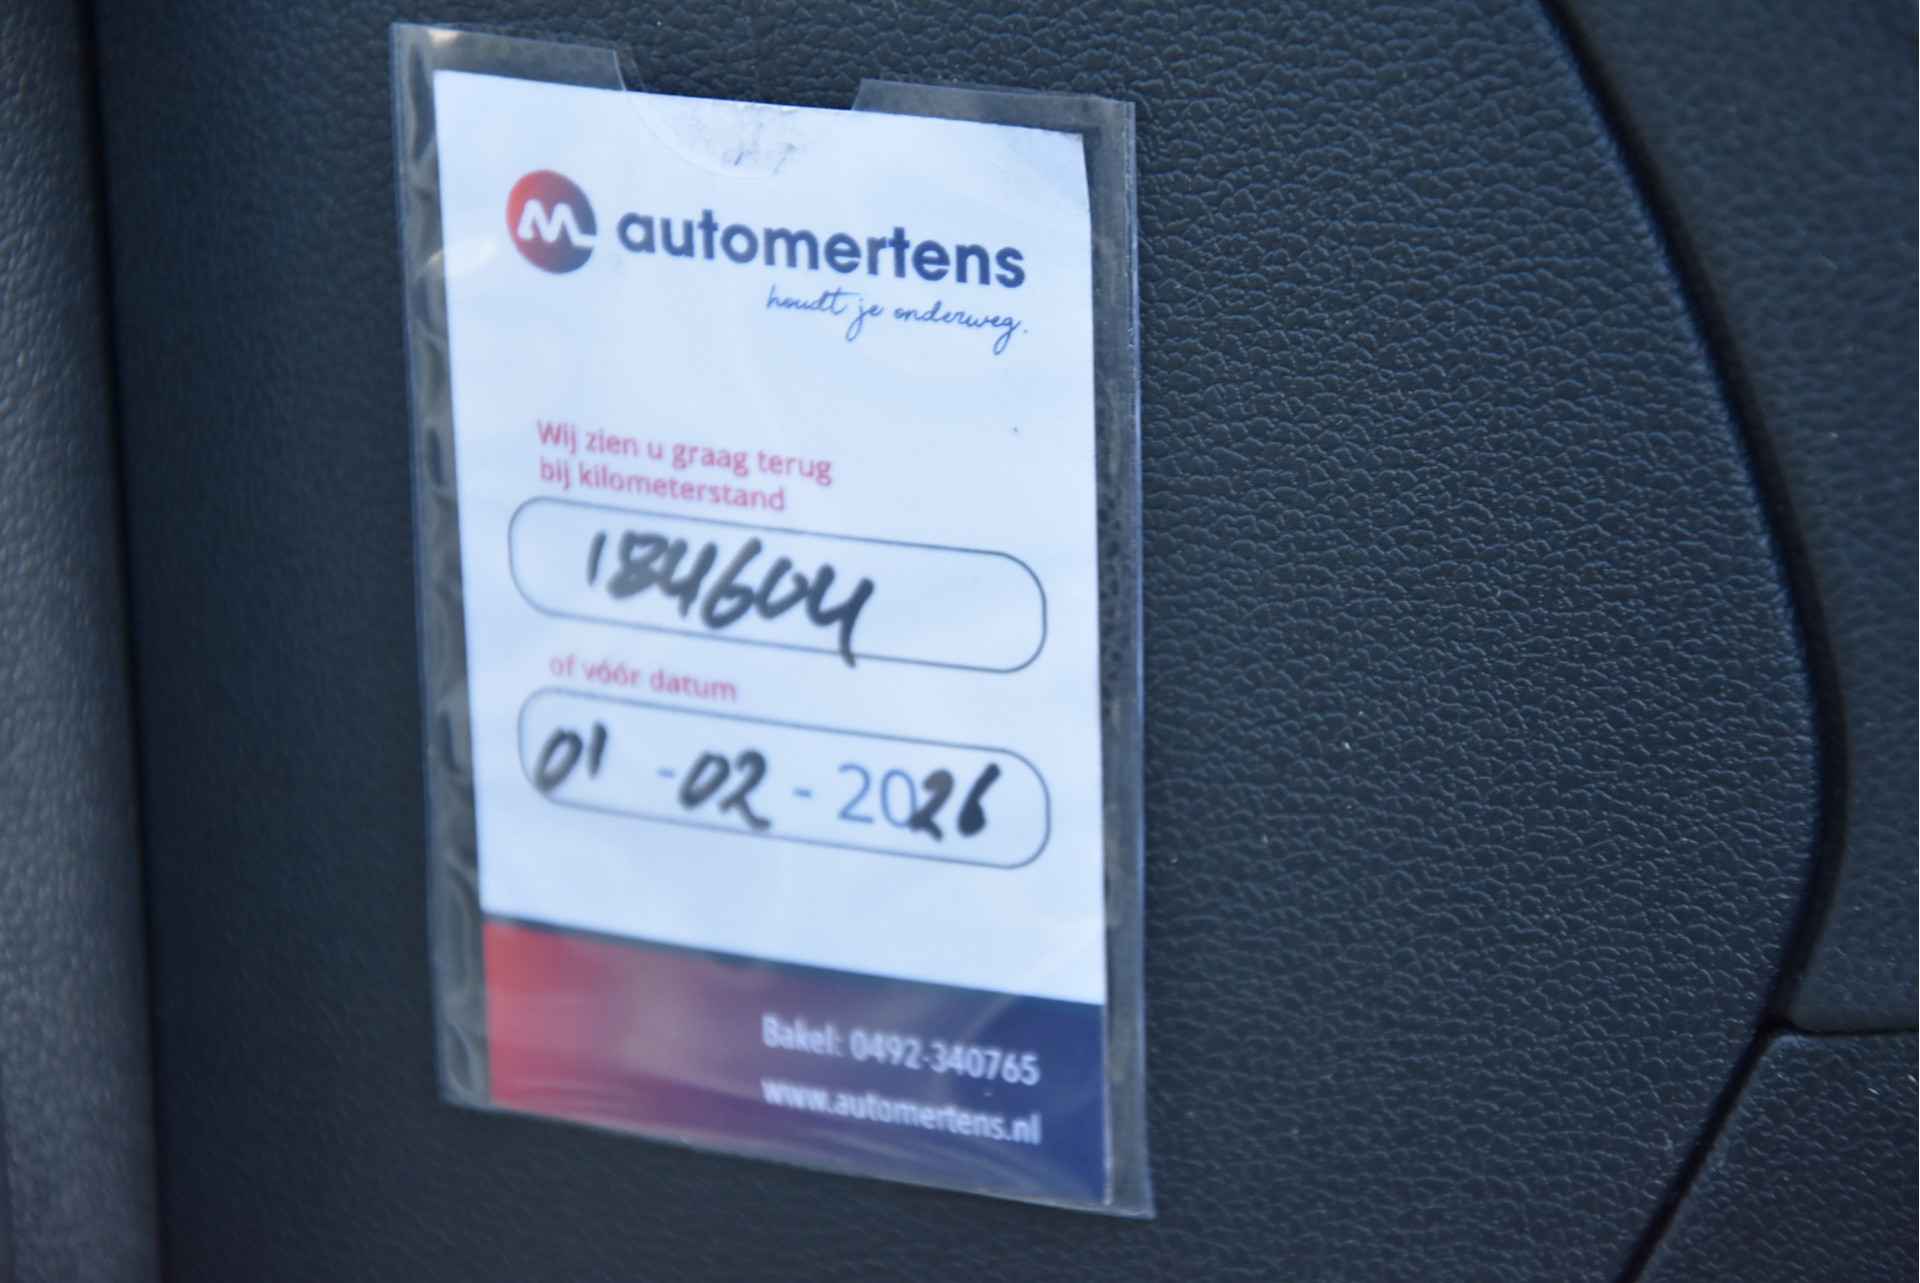 automertens
houdt je onderweg.
Wij zien u graag terug
bij kilometerstand
184604
of vóór datum
01 - 02 - 2026
Bakel: 0492-340765
www.automertens.nl